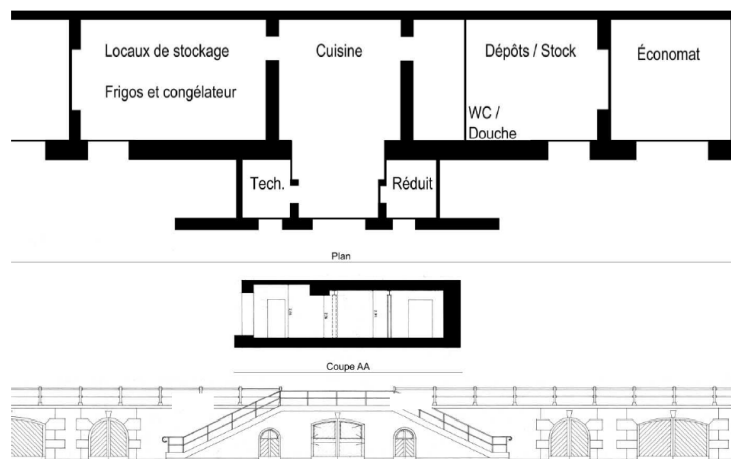 Locaux de stockage
Frigos et congélateur
Cuisine
Dépôts / Stock
WC /
Douche
Économat
Tech.
Réduit
Plan
Coupe AA